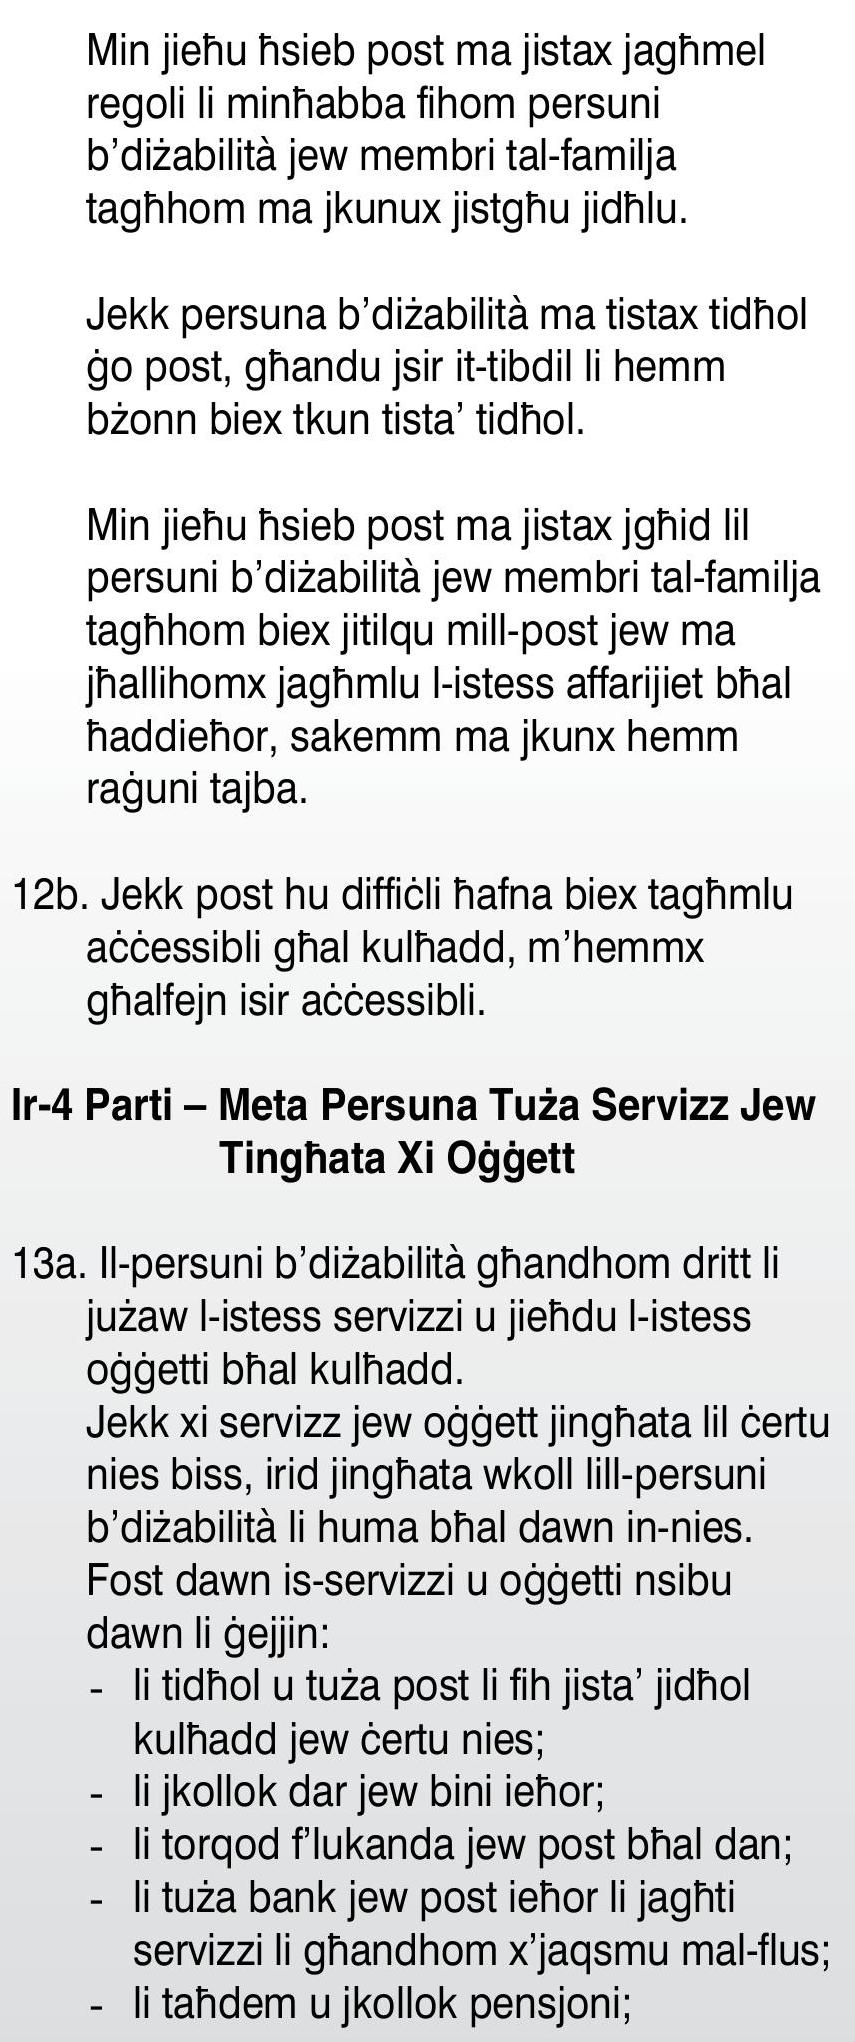 Min jieħu ħsieb post ma jistax jagħmel
regoli li minħabba fihom persuni
b’diżabilità jew membri tal-familja
tagħhom ma jkunux jistgħu jidħlu.
Jekk persuna b’diżabilità ma tistax tidħol
ġo post, għandu jsir it-tibdil li hemm
bżonn biex tkun tista’ tidħol.
Min jieħu ħsieb post ma jistax jgħid lil
persuni b’diżabilità jew membri tal-familja
tagħhom biex jitilqu mill-post jew ma
jħallihomx jagħmlu l-istess affarijiet bħal
ħaddieħor, sakemm ma jkunx hemm
raġuni tajba.
12b. Jekk post hu diffiċli ħafna biex tagħmlu
aċċessibli għal kulħadd, m’hemmx
għalfejn isir aċċessibli.
Ir-4 Parti – Meta Persuna Tuża Servizz Jew
Tingħata Xi Oġġett
13a. Il-persuni b’diżabilità għandhom dritt li
jużaw l-istess servizzi u jieħdu l-istess
oġġetti bħal kulħadd.
Jekk xi servizz jew oġġett jingħata lil ċertu
nies biss, irid jingħata wkoll lill-persuni
b’diżabilità li huma bħal dawn in-nies.
Fost dawn is-servizzi u oġġetti nsibu
dawn li ġejjin:
- li tidħol u tuża post li fih jista’ jidħol
kulħadd jew ċertu nies;
- li jkollok dar jew bini ieħor;
- li torqod f’lukanda jew post bħal dan;
- li tuża bank jew post ieħor li jagħti
servizzi li għandhom x’jaqsmu mal-flus;
- li taħdem u jkollok pensjoni;